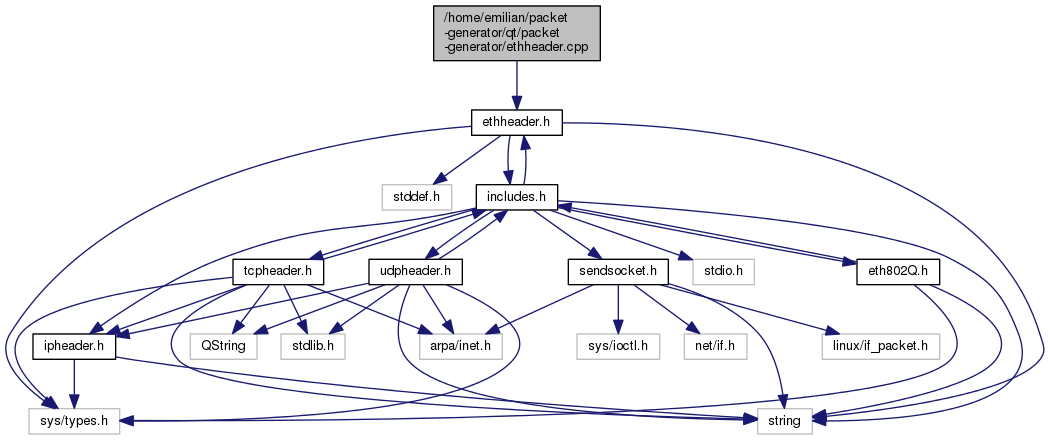 /home/emilian/packet
-generator/qt/packet
-generator/ethheader.cpp
ethheader.h
stddef.h
includes.h
tcpheader.h
udpheader.h
sendsocket.h
stdio.h
eth802Q.h
ipheader.h
QString
stdlib.h
arpa/inet.h
sys/ioctl.h
net/if.h
linux/if_packet.h
sys/types.h
string